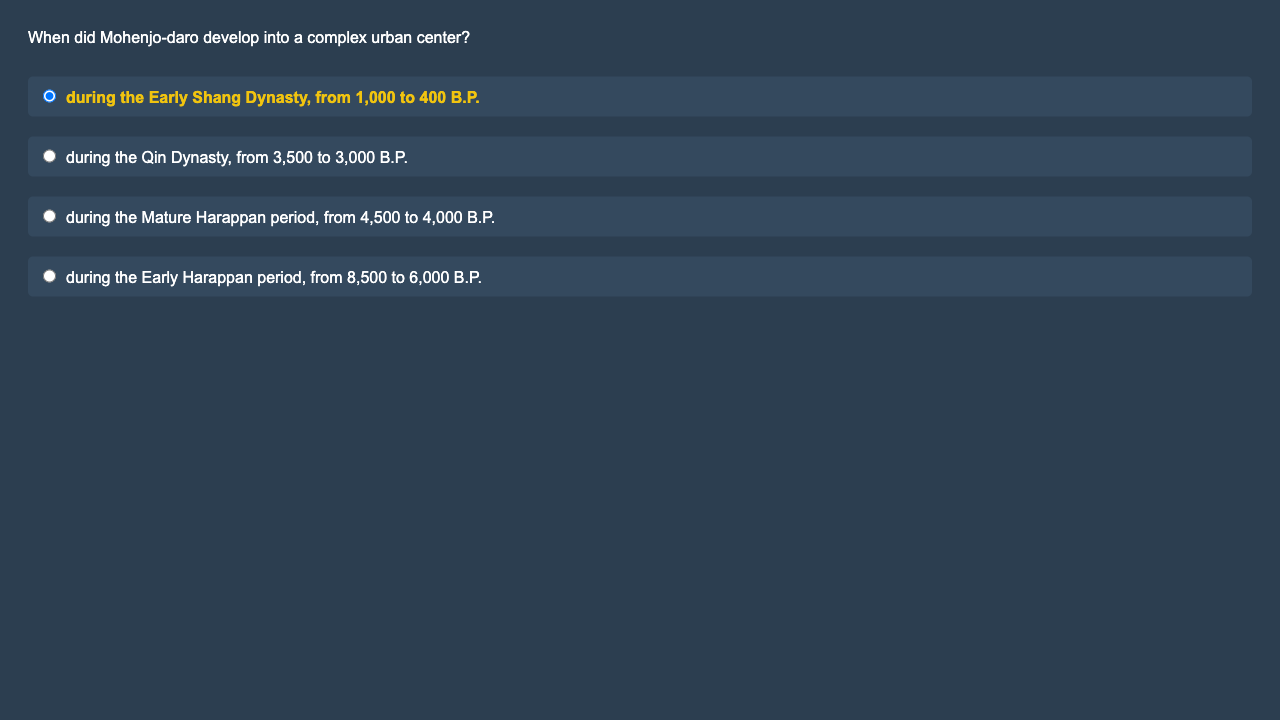 When did Mohenjo-daro develop into a complex urban center?
during the Early Shang Dynasty, from 1,000 to 400 B.P.
during the Qin Dynasty, from 3,500 to 3,000 B.P.
during the Mature Harappan period, from 4,500 to 4,000 B.P.
during the Early Harappan period, from 8,500 to 6,000 B.P.